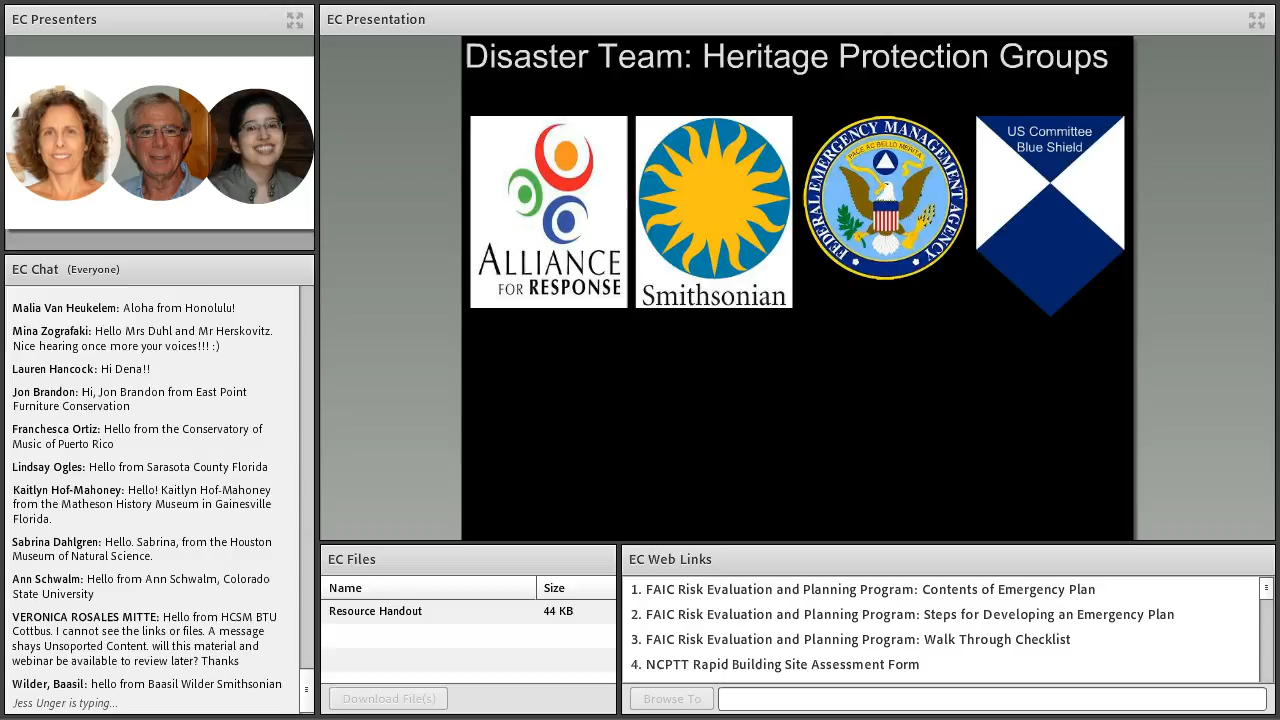 EC Presenters
EC Presentation
Disaster Team: Heritage Protection Groups
ALLIANCE
FOR RESPONSE
Smithsonian
FEDERAL EMERGENCY MANAGEMENT AGENCY
PACE AC BELLO MERITA
US Committee
Blue Shield
EC Chat (Everyone)
Malia Van Heukelem: Aloha from Honolulu!
Mina Zografaki: Hello Mrs Duhl and Mr Herskovitz.
Nice hearing once more your voices!!! :)
Lauren Hancock: Hi Dena!!
Jon Brandon: Hi, Jon Brandon from East Point
Furniture Conservation
Franchesca Ortiz: Hello from the Conservatory of
Music of Puerto Rico
Lindsay Ogles: Hello from Sarasota County Florida
Kaitlyn Hof-Mahoney: Hello! Kaitlyn Hof-Mahoney
from the Matheson History Museum in Gainesville
Florida.
Sabrina Dahlgren: Hello. Sabrina, from the Houston
Museum of Natural Science.
Ann Schwalm: Hello from Ann Schwalm, Colorado
State University
VERONICA ROSALES MITTE: Hello from HCSM BTU
Cottbus. I cannot see the links or files. A message
shays Unsoported Content. will this material and
webinar be available to review later? Thanks
Wilder, Baasil: hello from Baasil Wilder Smithsonian
Jess Unger is typing...
EC Files
Name Size
Resource Handout 44 KB
Download File(s)
EC Web Links
1. FAIC Risk Evaluation and Planning Program: Contents of Emergency Plan
2. FAIC Risk Evaluation and Planning Program: Steps for Developing an Emergency Plan
3. FAIC Risk Evaluation and Planning Program: Walk Through Checklist
4. NCPTT Rapid Building Site Assessment Form
Browse To